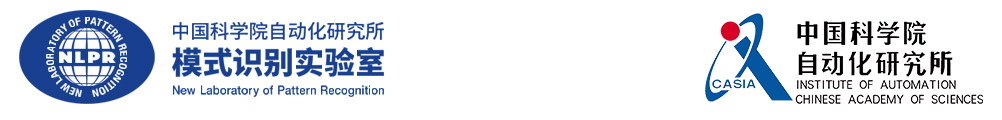 NEW LABORATORY OF PATTERN RECOGNITION
NLPR
中国科学院自动化研究所
模式识别实验室
New Laboratory of Pattern Recognition
CASIA
中国科学院
自动化研究所
INSTITUTE OF AUTOMATION
CHINESE ACADEMY OF SCIENCES